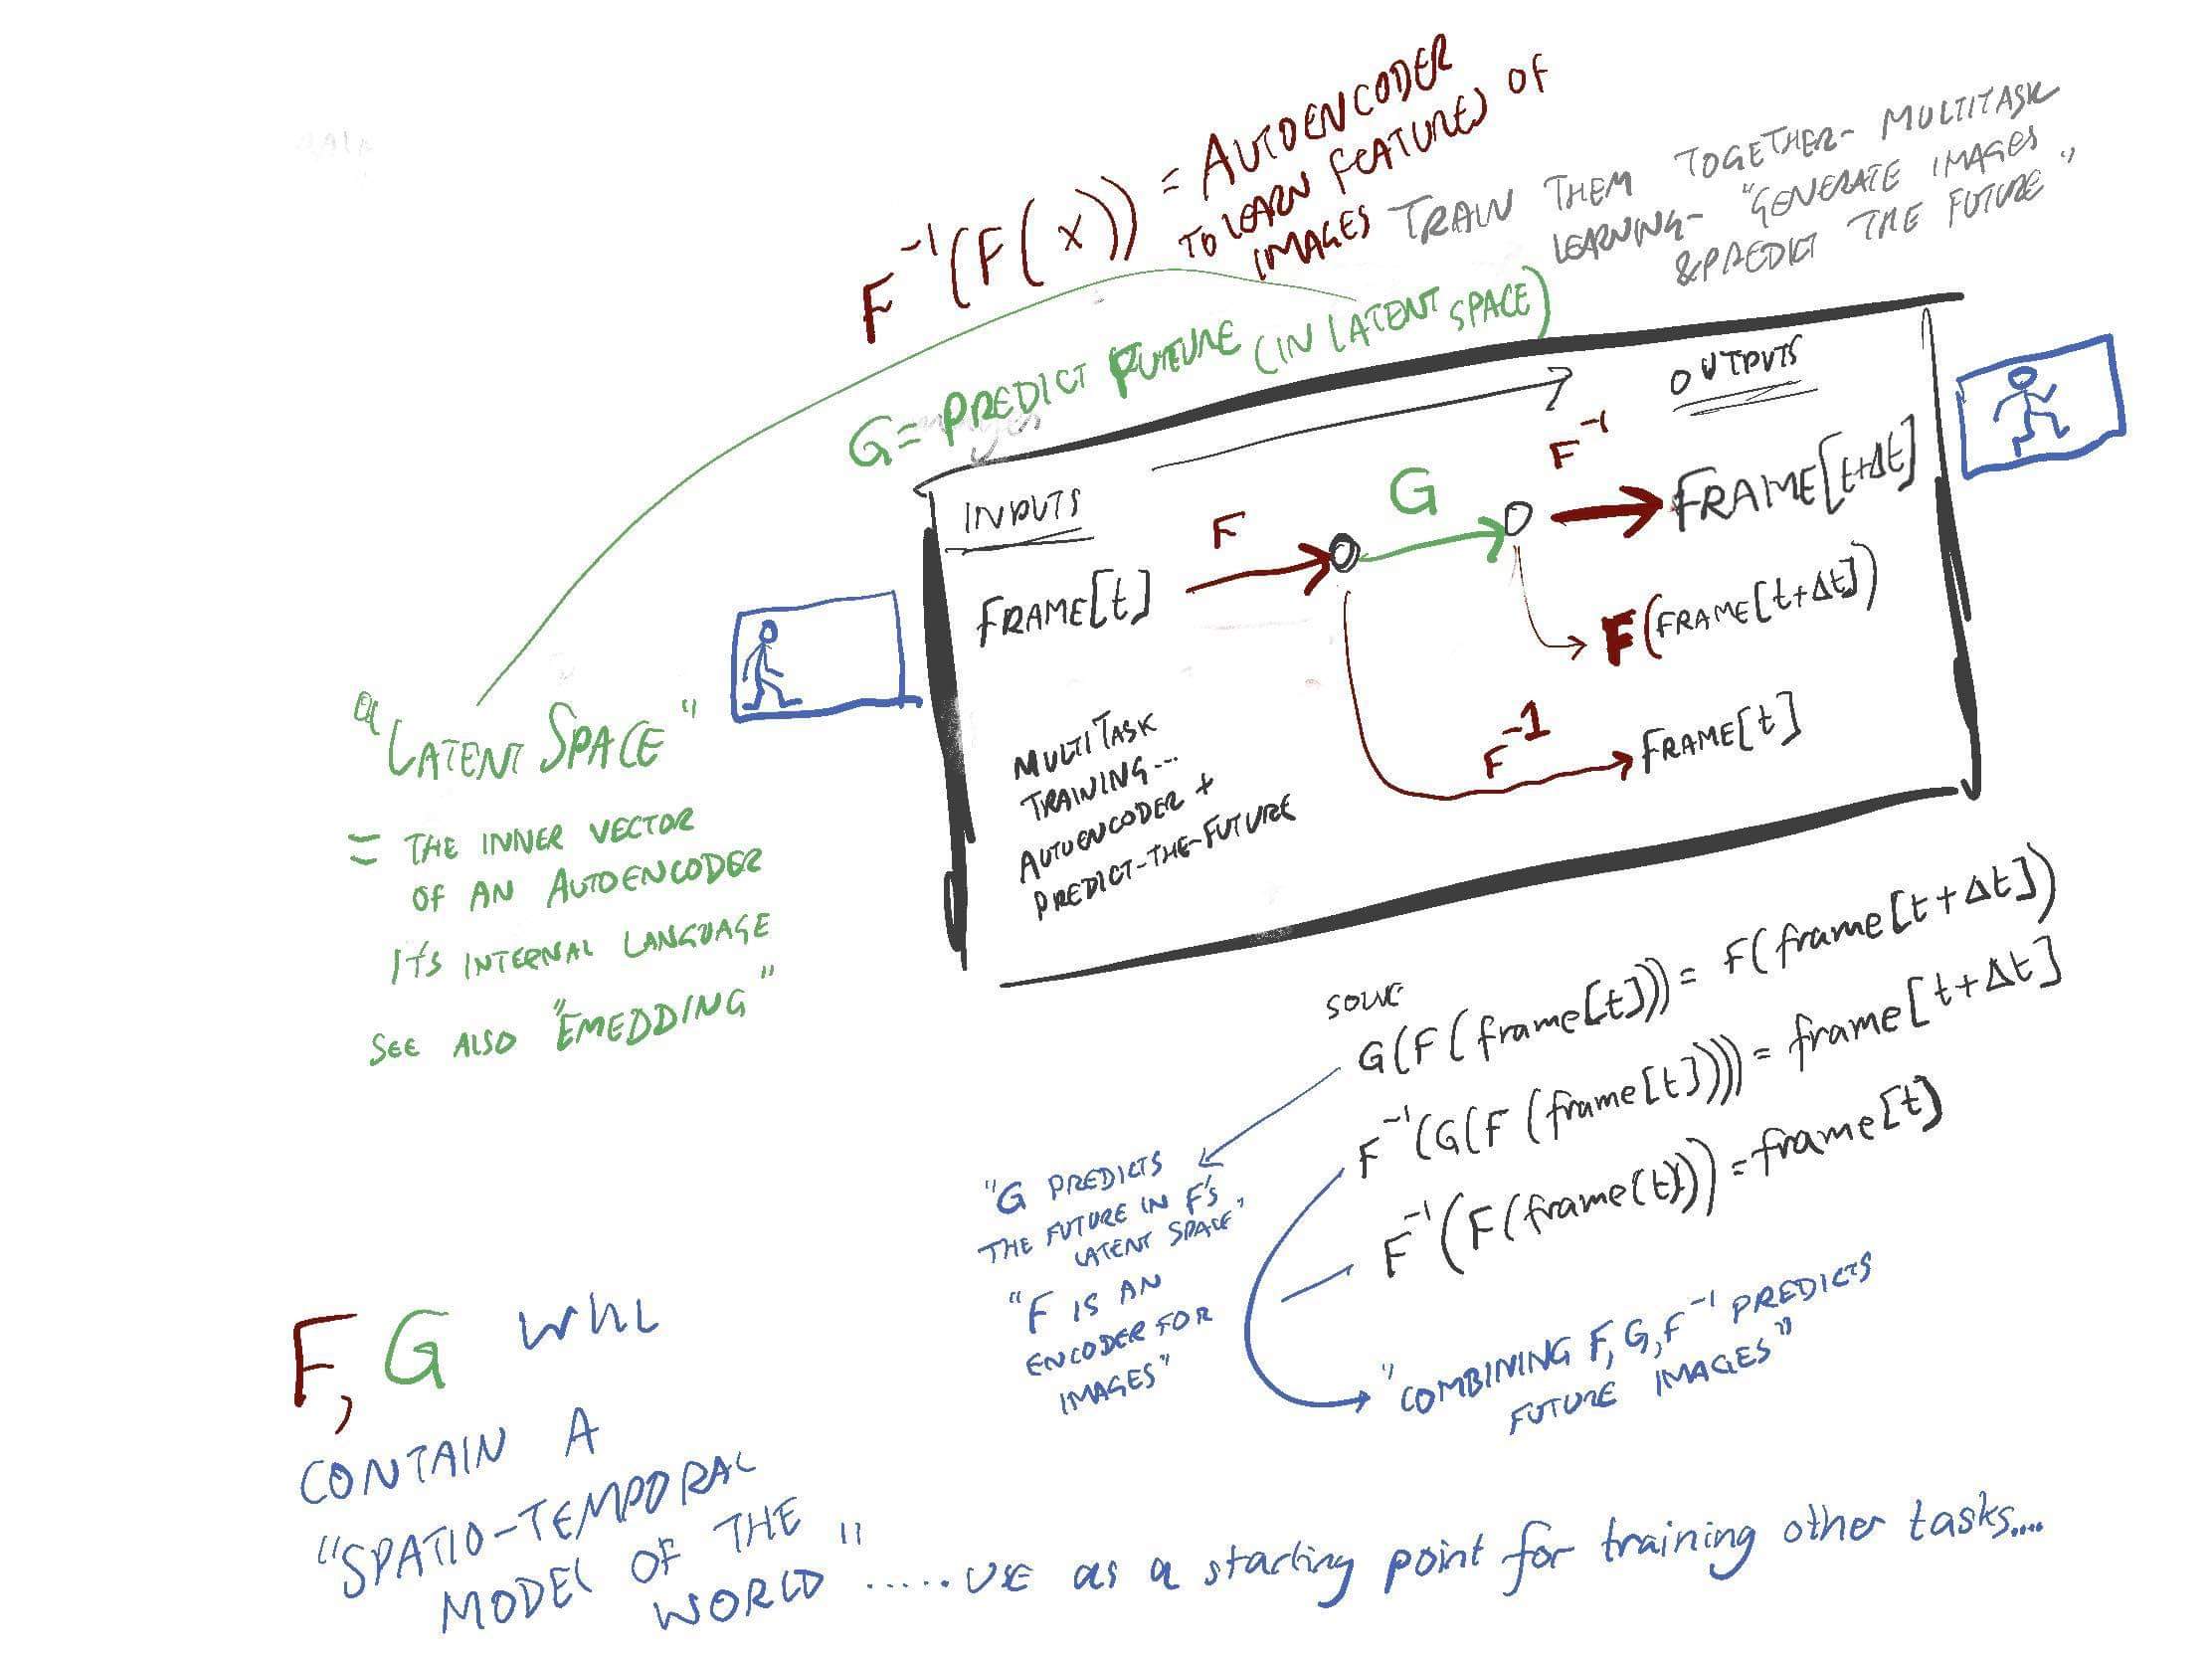 F⁻¹(F(x)) = AUTOENCODER
TO LEARN FEATURES OF
IMAGES
TRAIN THEM TOGETHER- MULTITASK
LEARNING- "GENERATE IMAGES
& PREDICT THE FUTURE"
G= PREDICT FUTURE (IN LATENT SPACE)
INPUTS
OUTPUTS
FRAME[t]
F
G
F⁻¹
FRAME[t+Δt]
F(FRAME[t+Δt])
F⁻¹
FRAME[t]
MULTITASK
TRAINING...
AUTOENCODER +
PREDICT-THE-FUTURE
"LATENT SPACE"
= THE INNER VECTOR
OF AN AUTOENCODER
ITS INTERNAL LANGUAGE
SEE ALSO "EMEDDING"
SOLVE
G(F(frame[t])) = F(frame[t+Δt])
F⁻¹(G(F(frame[t]))) = frame[t+Δt]
F⁻¹(F(frame(t))) = frame[t]
"G PREDICTS
THE FUTURE IN F'S
LATENT SPACE"
"F IS AN
ENCODER FOR
IMAGES"
"COMBINING F, G, F⁻¹ PREDICTS
FUTURE IMAGES"
F, G WILL
CONTAIN A
"SPATIO-TEMPORAL
MODEL OF THE
WORLD" ..... USE as a starting point for training other tasks....